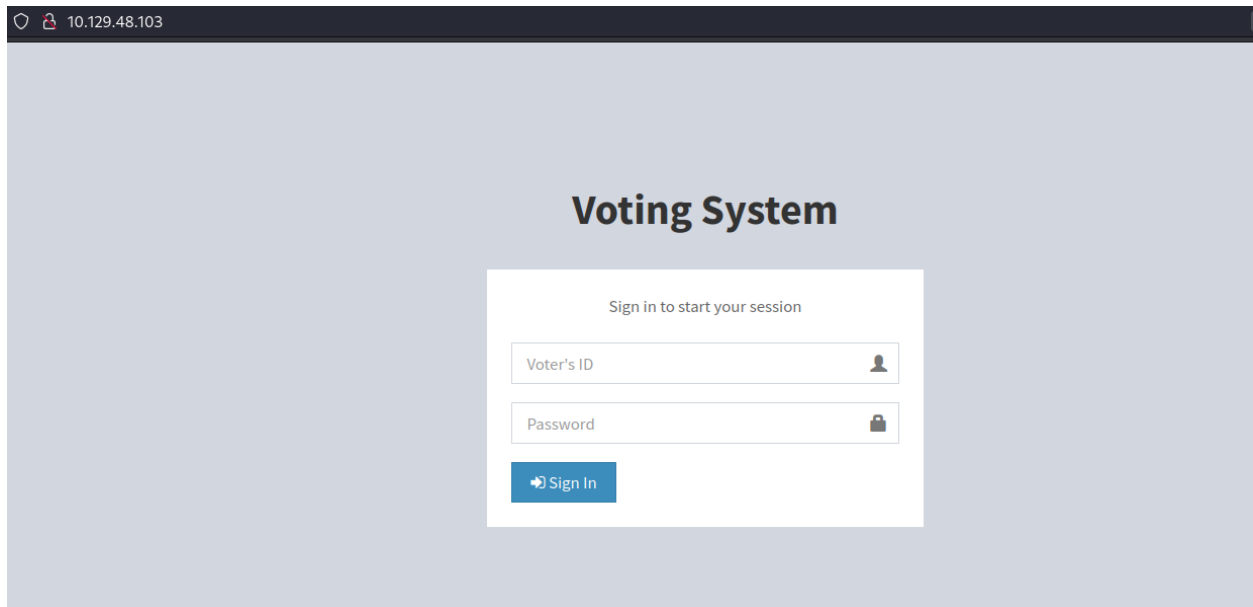 10.129.48.103
Voting System
Sign in to start your session
Voter's ID
Password
Sign In